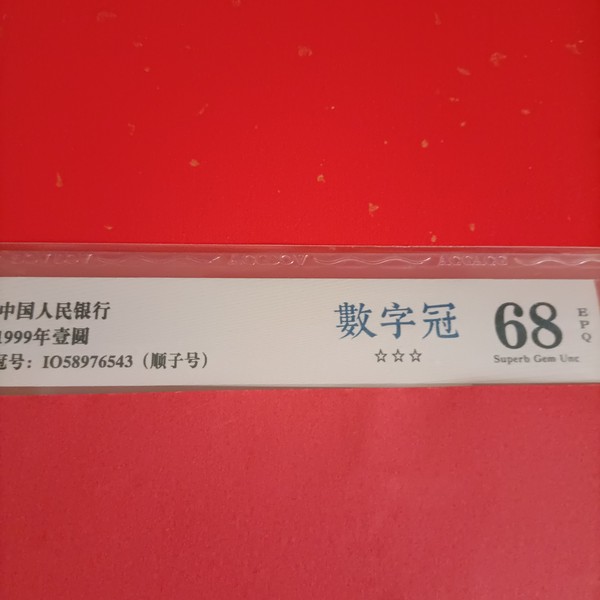 中国人民银行
1999年壹圓
冠号：IO58976543（顺子号）
數字冠
☆☆☆
68
EPQ
Superb Gem Unc